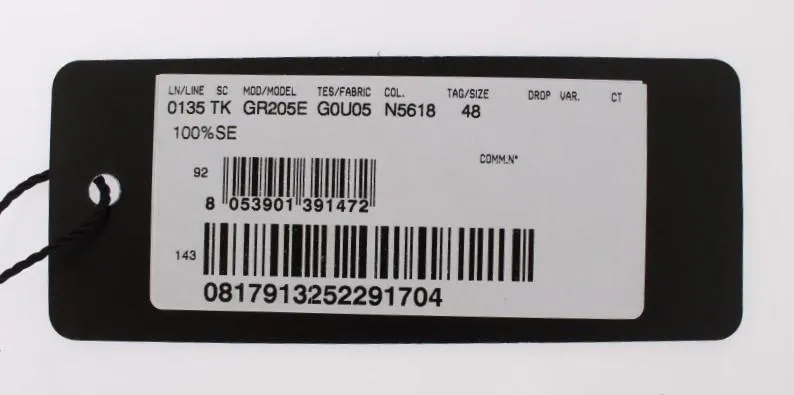 LN/LINE SC MOD/MODEL TES/FABRIC COL. TAG/SIZE DROP VAR. CT
0135 TK GR205E G0U05 N5618 48
100%SE
COMM.N°
92
8 053901 391472
143
0817913252291704